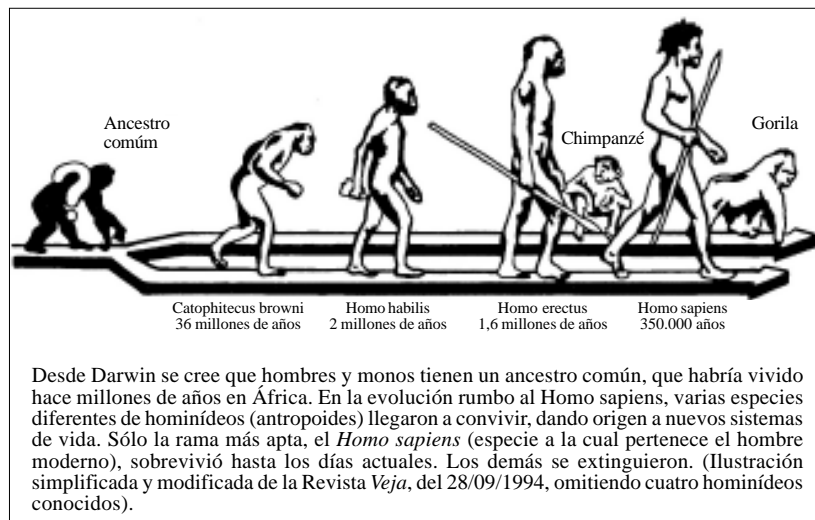 Ancestro
comúm
Chimpanzé
Gorila
Catophitecus browni
36 millones de años
Homo habilis
2 millones de años
Homo erectus
1,6 millones de años
Homo sapiens
350.000 años
Desde Darwin se cree que hombres y monos tienen un ancestro común, que habría vivido
hace millones de años en África. En la evolución rumbo al Homo sapiens, varias especies
diferentes de hominídeos (antropoides) llegaron a convivir, dando origen a nuevos sistemas
de vida. Sólo la rama más apta, el Homo sapiens (especie a la cual pertenece el hombre
moderno), sobrevivió hasta los días actuales. Los demás se extinguieron. (Ilustración
simplificada y modificada de la Revista Veja, del 28/09/1994, omitiendo cuatro hominídeos
conocidos).